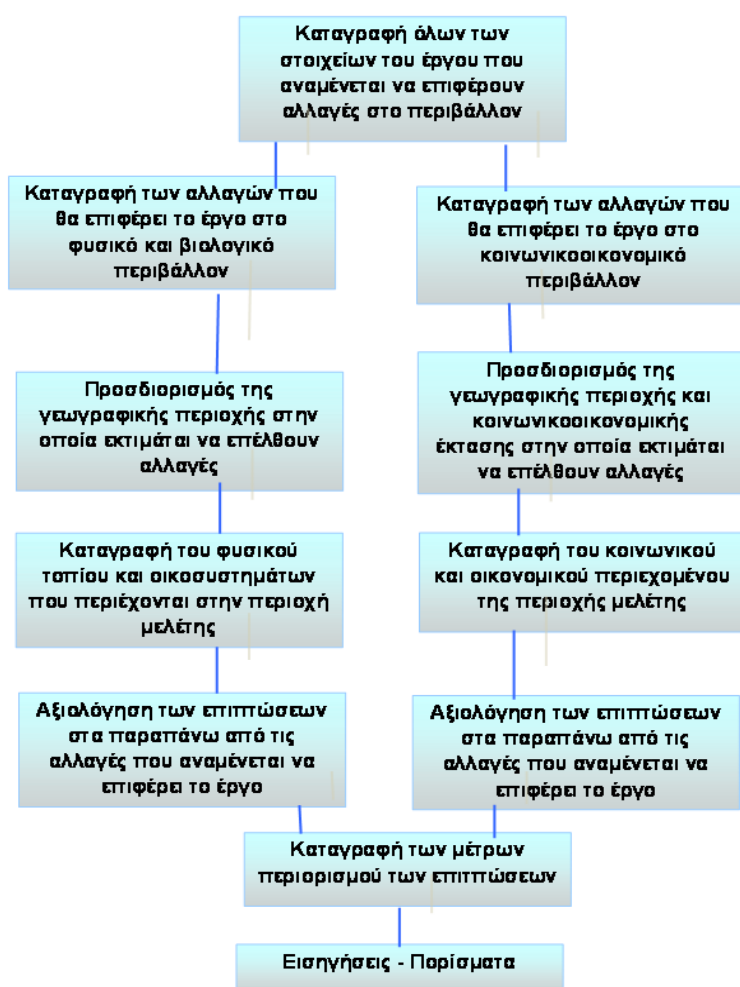 Καταγραφή όλων των
στοιχείων του έργου που
αναμένεται να επιφέρουν
αλλαγές στο περιβάλλον
Καταγραφή των αλλαγών που
θα επιφέρει το έργο στο
φυσικό και βιολογικό
περιβάλλον
Καταγραφή των αλλαγών που
θα επιφέρει το έργο στο
κοινωνικοοικονομικό
περιβάλλον
Προσδιορισμός της
γεωγραφικής περιοχής στην
οποία εκτιμάται να επέλθουν
αλλαγές
Προσδιορισμός της
γεωγραφικής περιοχής και
κοινωνικοοικονομικής
έκτασης στην οποία εκτιμάται
να επέλθουν αλλαγές
Καταγραφή του φυσικού
τοπίου και οικοσυστημάτων
που περιέχονται στην περιοχή
μελέτης
Καταγραφή του κοινωνικού
και οικονομικού περιεχομένου
της περιοχής μελέτης
Αξιολόγηση των επιπτώσεων
στα παραπάνω από τις
αλλαγές που αναμένεται να
επιφέρει το έργο
Αξιολόγηση των επιπτώσεων
στα παραπάνω από τις
αλλαγές που αναμένεται να
επιφέρει το έργο
Καταγραφή των μέτρων
περιορισμού των επιπτώσεων
Εισηγήσεις - Πορίσματα